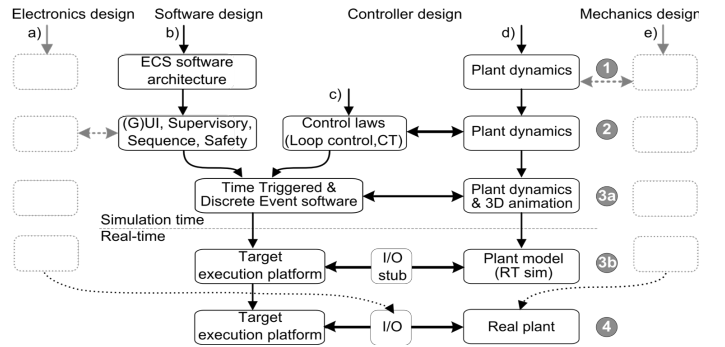 Electronics design Software design Controller design Mechanics design
a) b) d) e)
ECS software
architecture
Plant dynamics
1
c)
(G)UI, Supervisory,
Sequence, Safety
Control laws
(Loop control,CT)
Plant dynamics
2
Time Triggered &
Discrete Event software
Plant dynamics
& 3D animation
3a
Simulation time
Real-time
Target
execution platform
I/O
stub
Plant model
(RT sim)
3b
Target
execution platform
I/O
Real plant
4